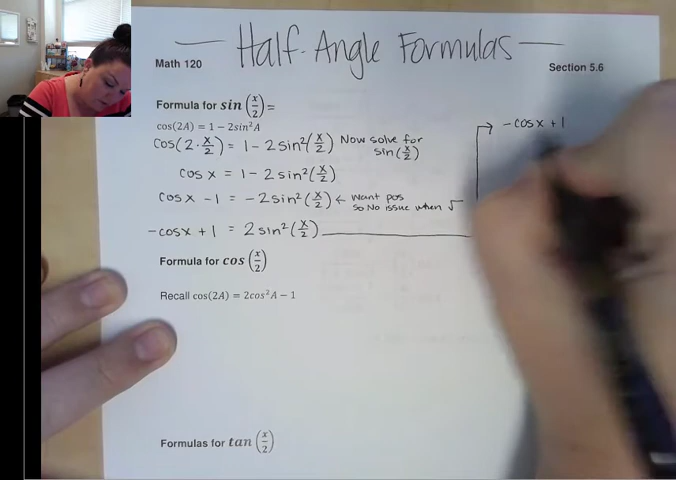 — Half-Angle Formulas —
Math 120
Section 5.6
Formula for sin (x/2) =
cos(2A) = 1 − 2sin²A
cos(2·x/2) = 1 − 2sin²(x/2) Now solve for sin(x/2)
cos x = 1 − 2sin²(x/2)
cos x − 1 = −2sin²(x/2) ← want pos
so No issue when √
−cosx + 1 = 2sin²(x/2)
−cosx + 1
Formula for cos (x/2)
Recall cos(2A) = 2cos²A − 1
Formulas for tan (x/2)